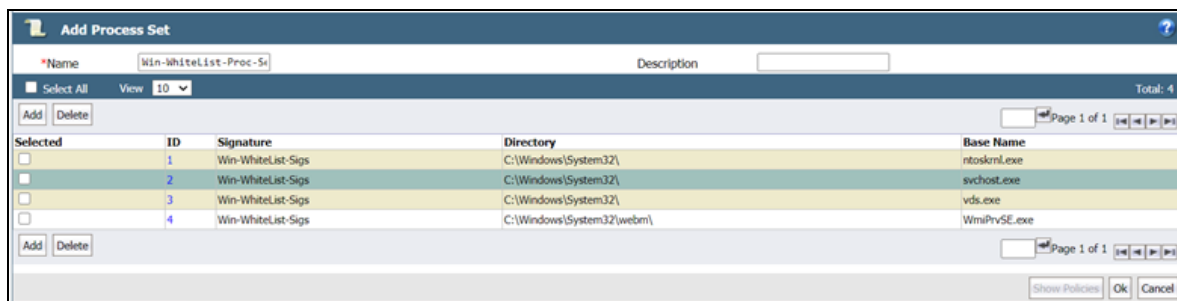 Add Process Set ?
*Name Win-WhiteList-Proc-Se Description
Select All View 10 Total: 4
Add Delete Page 1 of 1
Selected ID Signature Directory Base Name
1 Win-WhiteList-Sigs C:\Windows\System32\ ntoskrnl.exe
2 Win-WhiteList-Sigs C:\Windows\System32\ svchost.exe
3 Win-WhiteList-Sigs C:\Windows\System32\ vds.exe
4 Win-WhiteList-Sigs C:\Windows\System32\webm\ WmiPrvSE.exe
Add Delete Page 1 of 1
Show Policies Ok Cancel